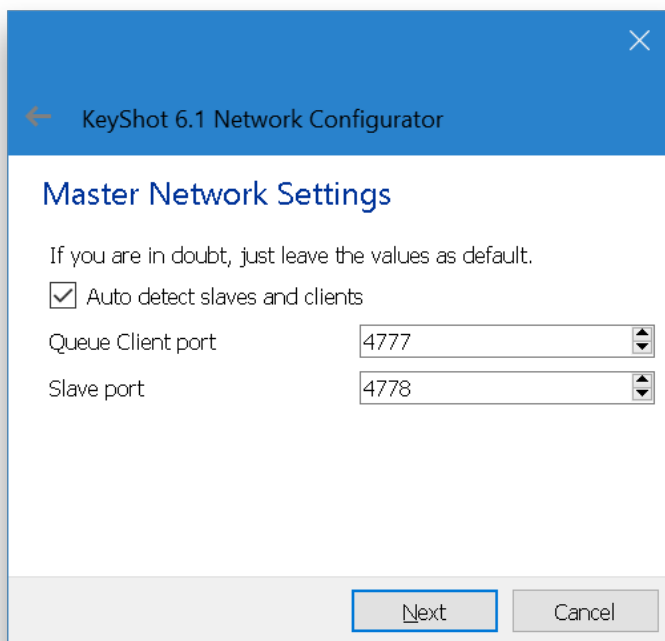 KeyShot 6.1 Network Configurator
Master Network Settings
If you are in doubt, just leave the values as default.
Auto detect slaves and clients
Queue Client port 4777
Slave port 4778
Next Cancel